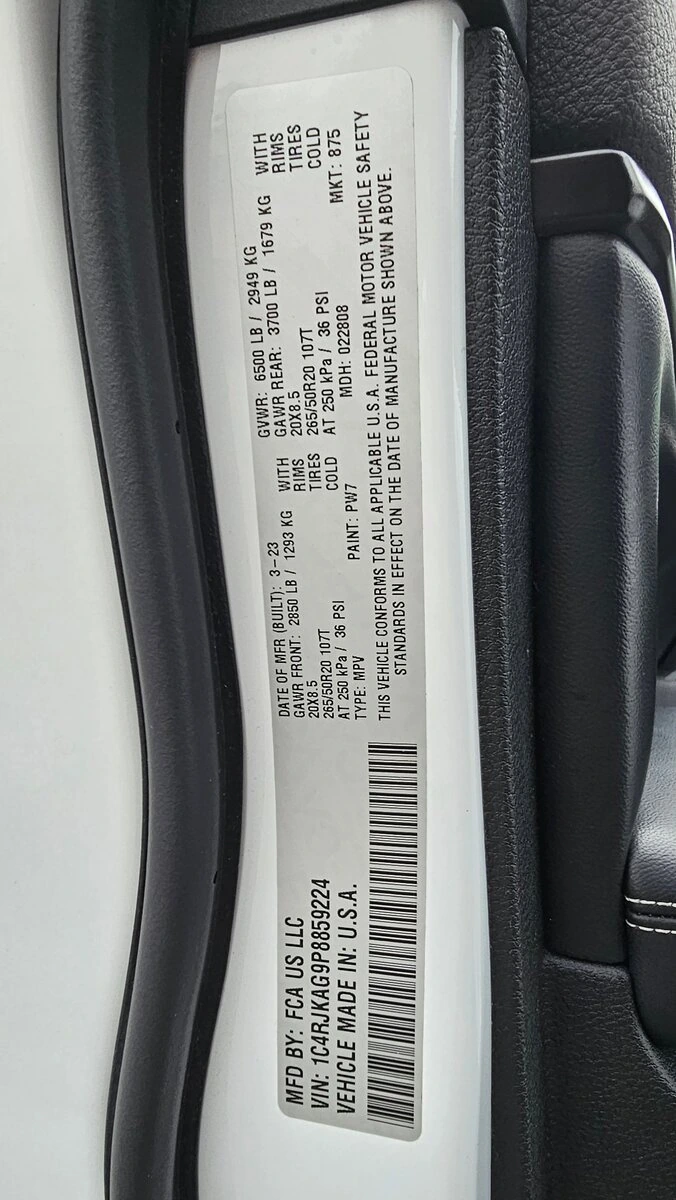 MFD BY: FCA US LLC
VIN: 1C4RJKAG9P8859224
VEHICLE MADE IN: U.S.A.
DATE OF MFR (BUILT): 3-23 GVWR: 6500 LB / 2949 KG
GAWR FRONT: 2850 LB / 1293 KG WITH GAWR REAR: 3700 LB / 1679 KG WITH
20X8.5 RIMS 20X8.5 RIMS
265/50R20 107T TIRES 265/50R20 107T TIRES
AT 250 kPa / 36 PSI COLD AT 250 kPa / 36 PSI COLD
TYPE: MPV PAINT: PW7 MDH: 022808 MKT: 875
THIS VEHICLE CONFORMS TO ALL APPLICABLE U.S.A. FEDERAL MOTOR VEHICLE SAFETY
STANDARDS IN EFFECT ON THE DATE OF MANUFACTURE SHOWN ABOVE.